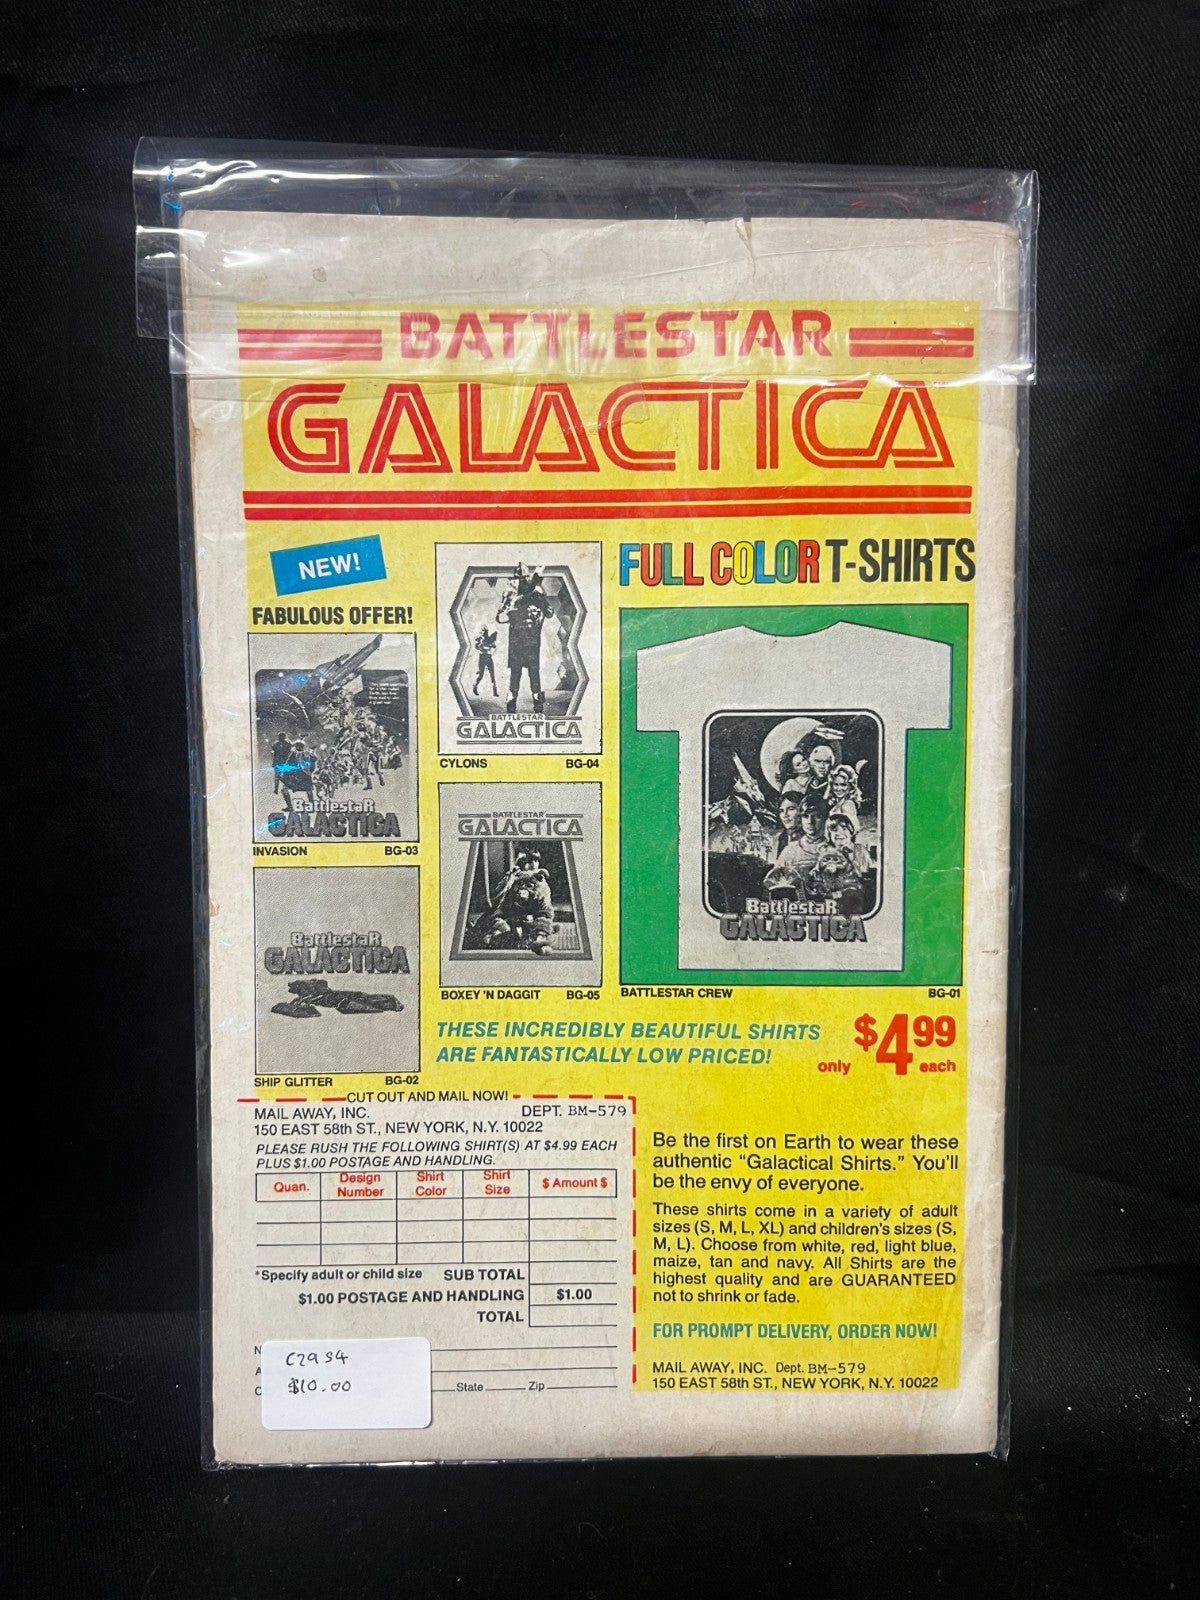 BATTLESTAR
GALACTICA
NEW!
FABULOUS OFFER!
BattlestaR
GALACTICA
INVASION BG-03
BattlestaR
GALACTICA
SHIP GLITTER BG-02
BATTLESTAR
GALACTICA
CYLONS BG-04
BATTLESTAR
GALACTICA
BOXEY 'N DAGGIT BG-05
FULL COLOR T-SHIRTS
BattlestaR
GALACTICA
BATTLESTAR CREW BG-01
THESE INCREDIBLY BEAUTIFUL SHIRTS
ARE FANTASTICALLY LOW PRICED!
only $4.99 each
CUT OUT AND MAIL NOW!
MAIL AWAY, INC. DEPT. BM-579
150 EAST 58th ST., NEW YORK, N.Y. 10022
PLEASE RUSH THE FOLLOWING SHIRT(S) AT $4.99 EACH
PLUS $1.00 POSTAGE AND HANDLING.
Quan. Design Number Shirt Color Shirt Size $ Amount $
*Specify adult or child size SUB TOTAL
$1.00 POSTAGE AND HANDLING $1.00
TOTAL
N
A
C State Zip
C29 S4
$10.00
Be the first on Earth to wear these
authentic "Galactical Shirts." You'll
be the envy of everyone.
These shirts come in a variety of adult
sizes (S, M, L, XL) and children's sizes (S,
M, L). Choose from white, red, light blue,
maize, tan and navy. All Shirts are the
highest quality and are GUARANTEED
not to shrink or fade.
FOR PROMPT DELIVERY, ORDER NOW!
MAIL AWAY, INC. Dept. BM-579
150 EAST 58th ST., NEW YORK, N.Y. 10022